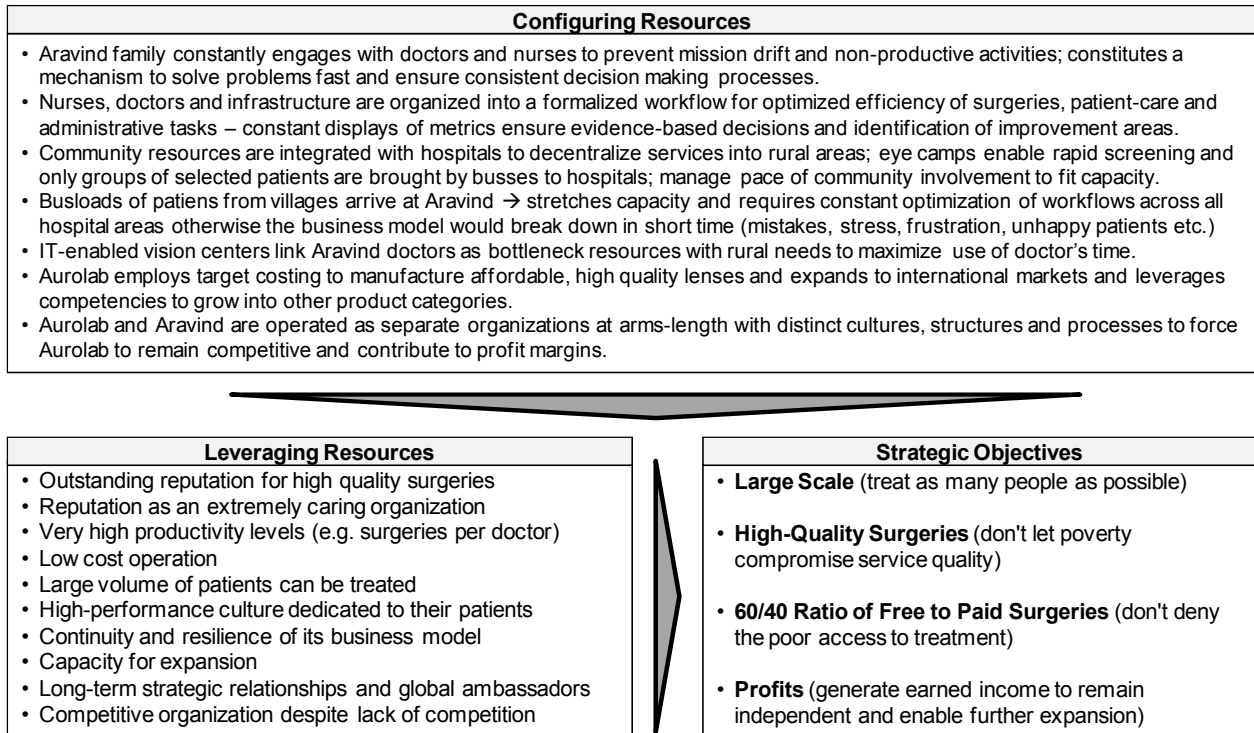 Configuring Resources
• Aravind family constantly engages with doctors and nurses to prevent mission drift and non-productive activities; constitutes a
mechanism to solve problems fast and ensure consistent decision making processes.
• Nurses, doctors and infrastructure are organized into a formalized workflow for optimized efficiency of surgeries, patient-care and
administrative tasks – constant displays of metrics ensure evidence-based decisions and identification of improvement areas.
• Community resources are integrated with hospitals to decentralize services into rural areas; eye camps enable rapid screening and
only groups of selected patients are brought by busses to hospitals; manage pace of community involvement to fit capacity.
• Busloads of patiens from villages arrive at Aravind → stretches capacity and requires constant optimization of workflows across all
hospital areas otherwise the business model would break down in short time (mistakes, stress, frustration, unhappy patients etc.)
• IT-enabled vision centers link Aravind doctors as bottleneck resources with rural needs to maximize use of doctor's time.
• Aurolab employs target costing to manufacture affordable, high quality lenses and expands to international markets and leverages
competencies to grow into other product categories.
• Aurolab and Aravind are operated as separate organizations at arms-length with distinct cultures, structures and processes to force
Aurolab to remain competitive and contribute to profit margins.
Leveraging Resources
• Outstanding reputation for high quality surgeries
• Reputation as an extremely caring organization
• Very high productivity levels (e.g. surgeries per doctor)
• Low cost operation
• Large volume of patients can be treated
• High-performance culture dedicated to their patients
• Continuity and resilience of its business model
• Capacity for expansion
• Long-term strategic relationships and global ambassadors
• Competitive organization despite lack of competition
Strategic Objectives
• Large Scale (treat as many people as possible)
• High-Quality Surgeries (don't let poverty
compromise service quality)
• 60/40 Ratio of Free to Paid Surgeries (don't deny
the poor access to treatment)
• Profits (generate earned income to remain
independent and enable further expansion)